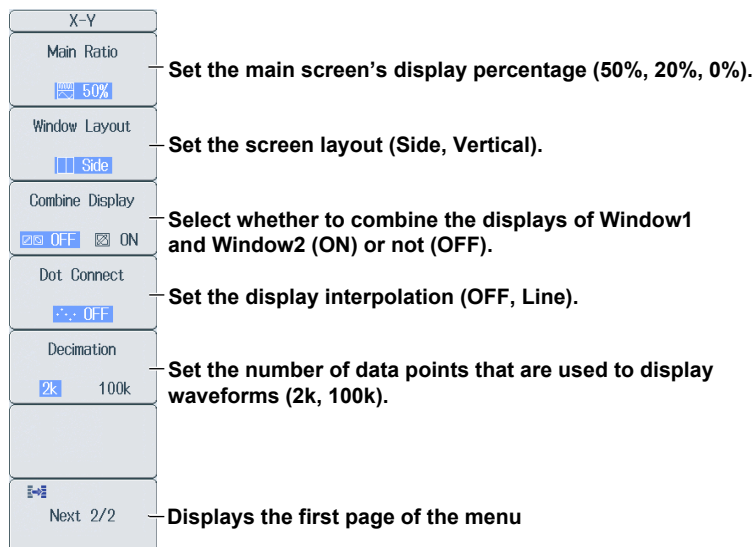 X-Y
Main Ratio
50%
Set the main screen's display percentage (50%, 20%, 0%).
Window Layout
Side
Set the screen layout (Side, Vertical).
Combine Display
OFF ON
Select whether to combine the displays of Window1
and Window2 (ON) or not (OFF).
Dot Connect
OFF
Set the display interpolation (OFF, Line).
Decimation
2k 100k
Set the number of data points that are used to display
waveforms (2k, 100k).
Next 2/2
Displays the first page of the menu